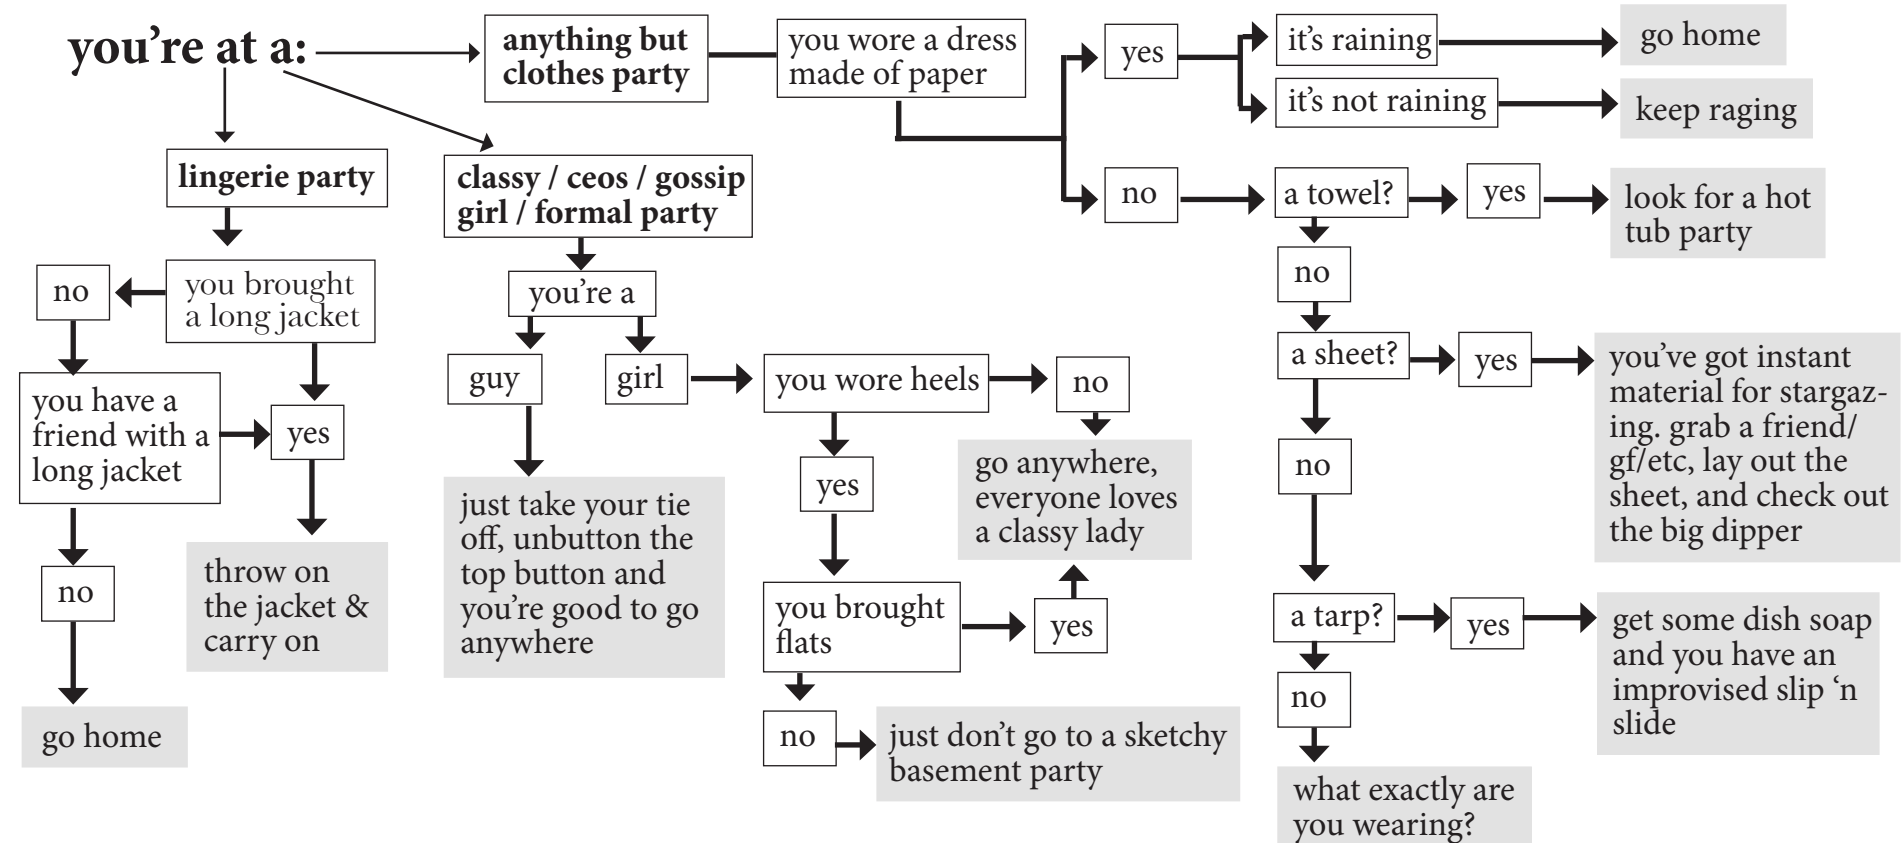 you’re at a:
anything but
clothes party
you wore a dress
made of paper
yes
it’s raining
go home
it’s not raining
keep raging
no
a towel?
yes
look for a hot
tub party
no
a sheet?
yes
you’ve got instant
material for stargaz-
ing. grab a friend/
gf/etc, lay out the
sheet, and check out
the big dipper
no
a tarp?
yes
get some dish soap
and you have an
improvised slip ‘n
slide
no
what exactly are
you wearing?
lingerie party
you brought
a long jacket
no
you have a
friend with a
long jacket
yes
throw on
the jacket &
carry on
no
go home
classy / ceos / gossip
girl / formal party
you’re a
guy
just take your tie
off, unbutton the
top button and
you’re good to go
anywhere
girl
you wore heels
no
go anywhere,
everyone loves
a classy lady
yes
you brought
flats
yes
no
just don’t go to a sketchy
basement party